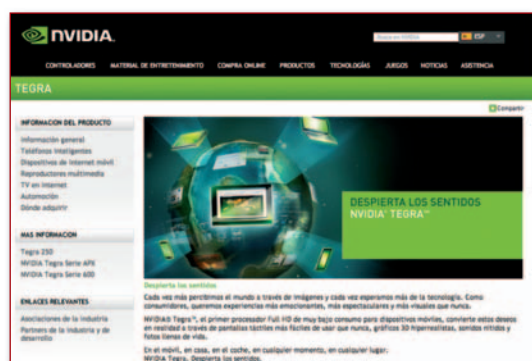 NVIDIA.
Busca en NVIDIA
ESP
CONTROLADORES MATERIAL DE ENTRETENIMIENTO COMPRA ONLINE PRODUCTOS TECNOLOGÍAS JUEGOS NOTICIAS ASISTENCIA
TEGRA
Compartir
INFORMACION DEL PRODUCTO
Información general
Teléfonos inteligentes
Dispositivos de internet móvil
Reproductores multimedia
TV en internet
Automoción
Dónde adquirir
MAS INFORMACION
Tegra 250
NVIDIA Tegra Serie APX
NVIDIA Tegra Serie 600
ENLACES RELEVANTES
Asociaciones de la industria
Partners de la industria y de
desarrollo
DESPIERTA LOS SENTIDOS
NVIDIA® TEGRA™
Despierta los sentidos
Cada vez más percibimos el mundo a través de imágenes y cada vez esperamos más de la tecnología. Como
consumidores, queremos experiencias más emocionantes, más espectaculares y más visuales que nunca.
NVIDIA® Tegra™, el primer procesador Full HD de muy bajo consumo para dispositivos móviles, convierte estos deseos
en realidad a través de pantallas táctiles más fáciles de usar que nunca, gráficos 3D hiperrealistas, sonidos nítidos y
fotos llenas de vida.
En el móvil, en casa, en el coche, en cualquier momento, en cualquier lugar.
NVIDIA Tegra. Despierta los sentidos.